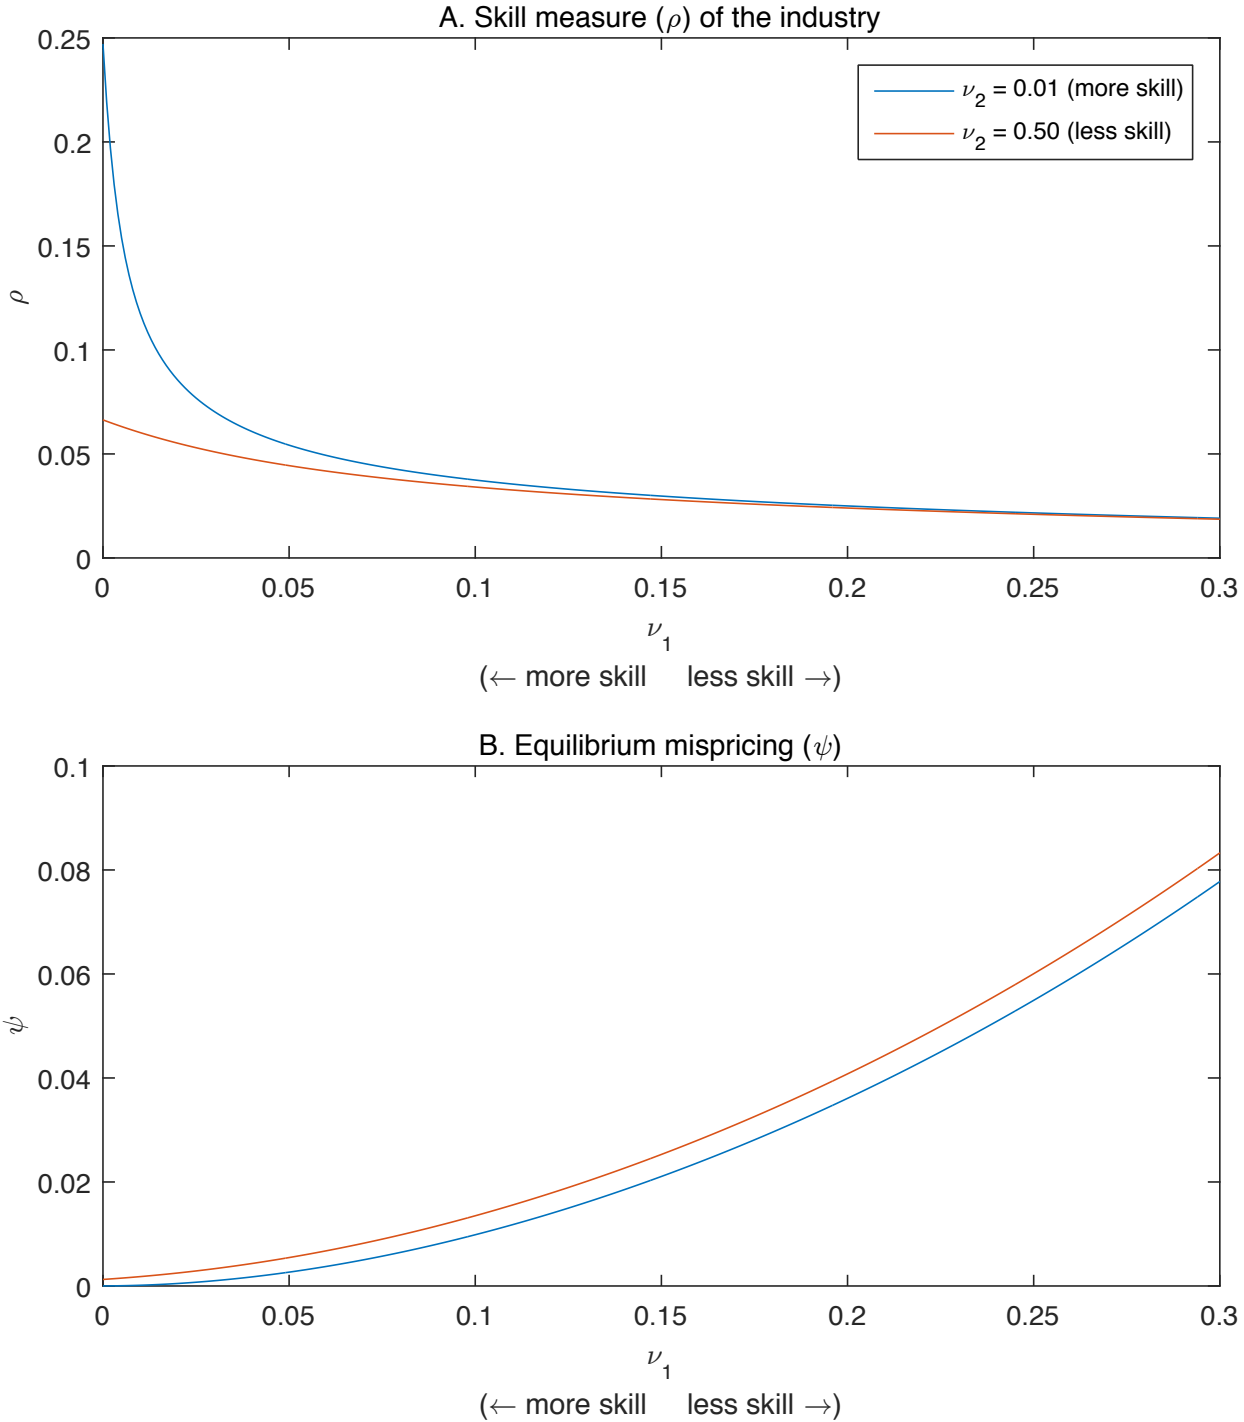 A. Skill measure (ρ) of the industry
0.25
0.2
0.15
0.1
0.05
0
ρ
ν2 = 0.01 (more skill)
ν2 = 0.50 (less skill)
0 0.05 0.1 0.15 0.2 0.25 0.3
ν1
(← more skill less skill →)
B. Equilibrium mispricing (ψ)
0.1
0.08
0.06
0.04
0.02
0
ψ
0 0.05 0.1 0.15 0.2 0.25 0.3
ν1
(← more skill less skill →)